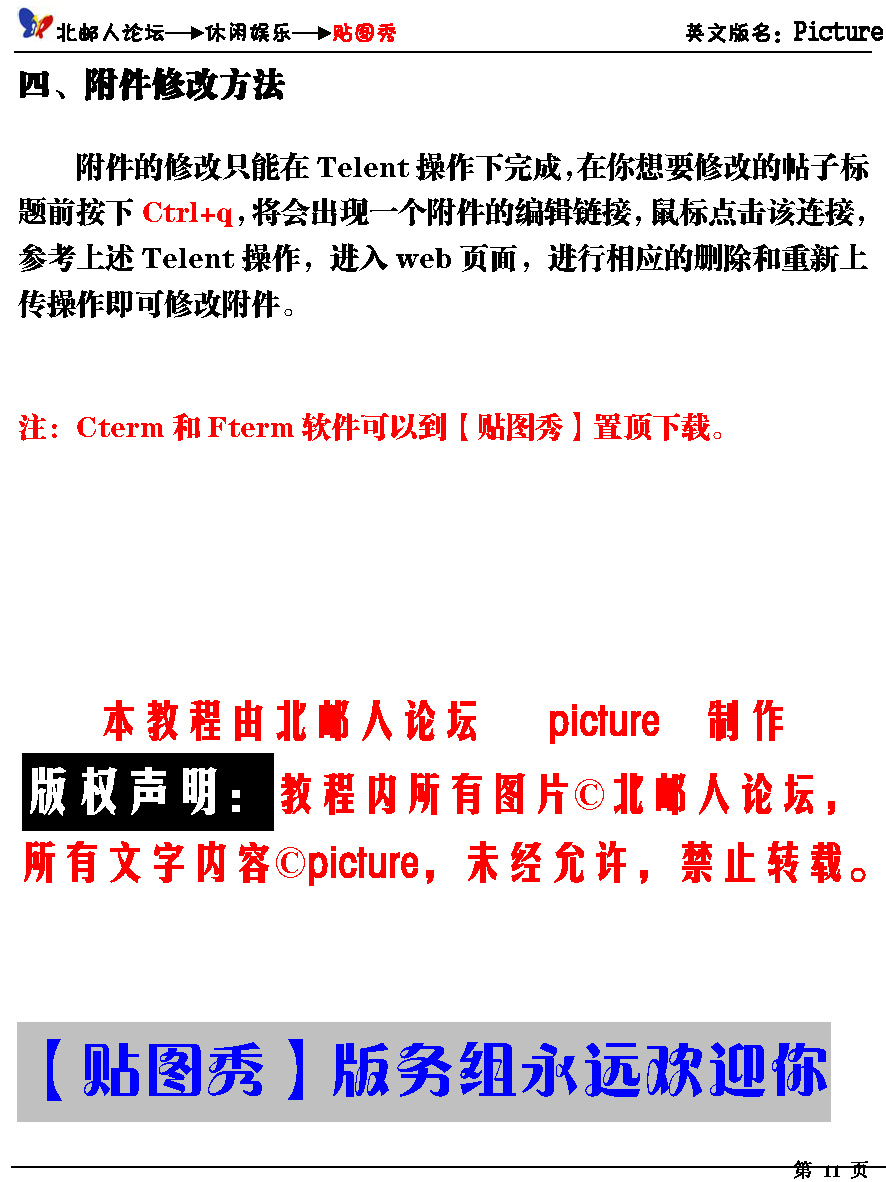 北邮人论坛—→休闲娱乐—→贴图秀 英文版名：Picture
四、附件修改方法
附件的修改只能在 Telent 操作下完成，在你想要修改的帖子标
题前按下 Ctrl+q，将会出现一个附件的编辑链接，鼠标点击该连接，
参考上述 Telent 操作，进入 web 页面，进行相应的删除和重新上
传操作即可修改附件。
注：Cterm 和 Fterm 软件可以到【贴图秀】置顶下载。
本教程由北邮人论坛 picture 制作
版权声明：教程内所有图片©北邮人论坛，
所有文字内容©picture，未经允许，禁止转载。
【贴图秀】版务组永远欢迎你
第 11 页